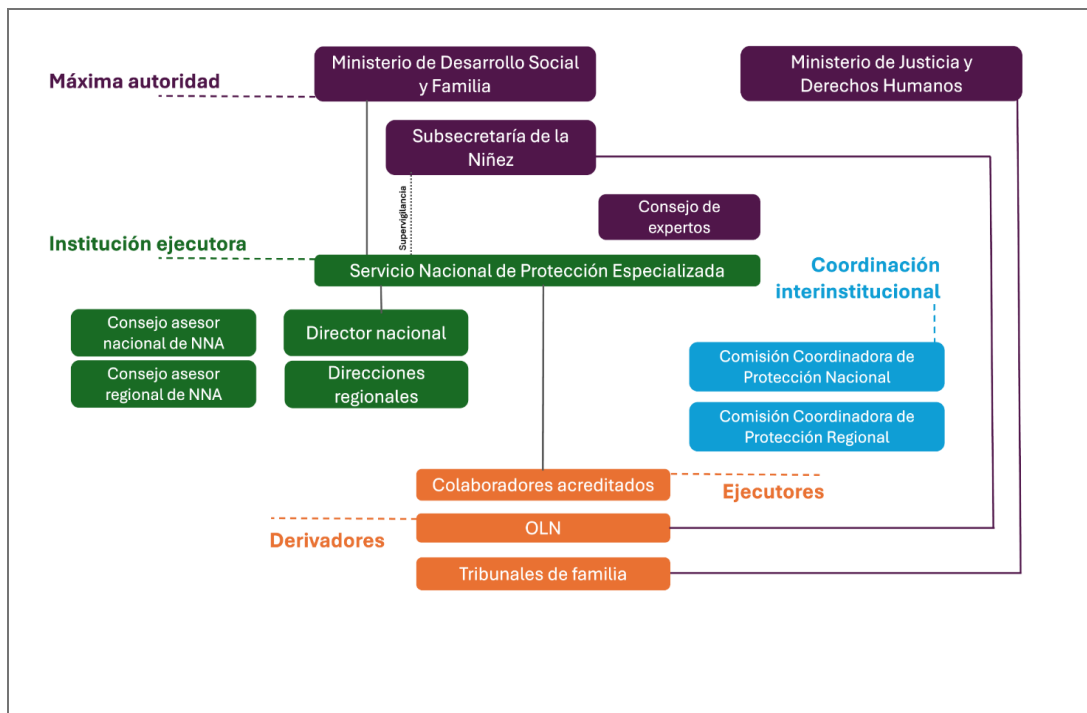 Máxima autoridad
Ministerio de Desarrollo Social
y Familia
Ministerio de Justicia y
Derechos Humanos
Subsecretaría de la
Niñez
Supervigilancia
Consejo de
expertos
Institución ejecutora
Servicio Nacional de Protección Especializada
Coordinación
interinstitucional
Consejo asesor
nacional de NNA
Director nacional
Consejo asesor
regional de NNA
Direcciones
regionales
Comisión Coordinadora de
Protección Nacional
Comisión Coordinadora de
Protección Regional
Colaboradores acreditados
Ejecutores
Derivadores
OLN
Tribunales de familia